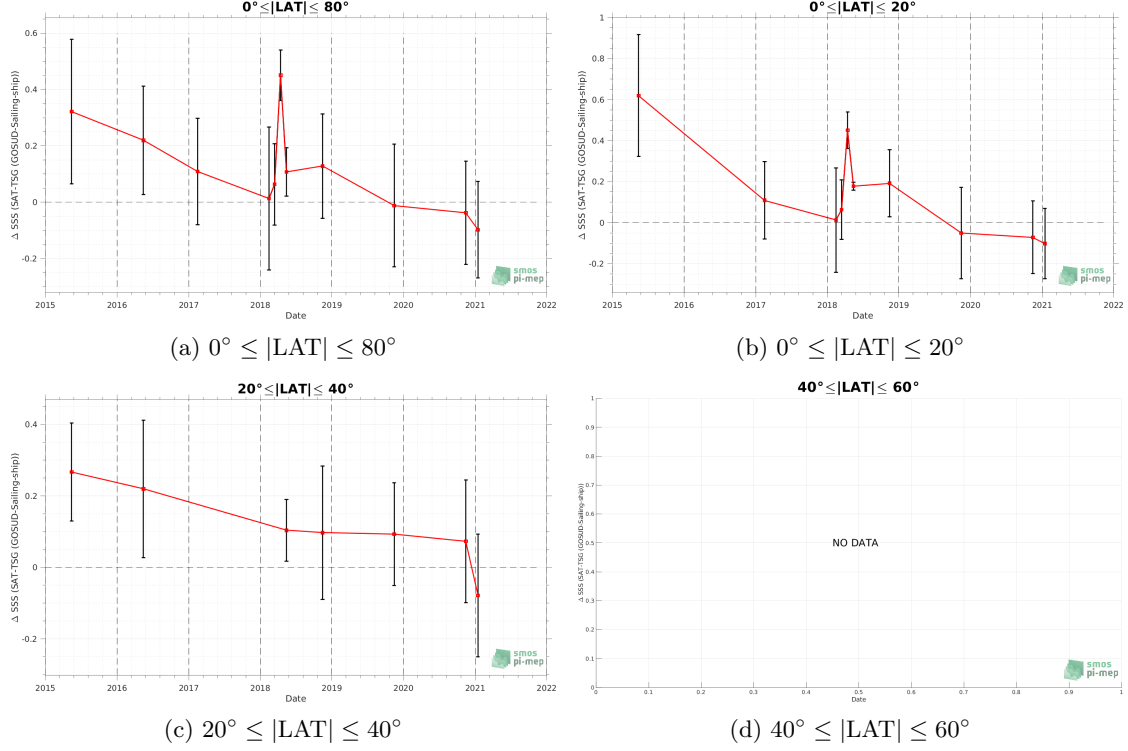 0°≤|LAT|≤ 80°
Δ SSS (SAT-TSG (GOSUD-Sailing-ship))
0.6
0.4
0.2
0
-0.2
2015 2016 2017 2018 2019 2020 2021 2022
Date
smos
pi-mep
(a) 0° ≤ |LAT| ≤ 80°
0°≤|LAT|≤ 20°
Δ SSS (SAT-TSG (GOSUD-Sailing-ship))
1
0.8
0.6
0.4
0.2
0
-0.2
2015 2016 2017 2018 2019 2020 2021 2022
Date
smos
pi-mep
(b) 0° ≤ |LAT| ≤ 20°
20°≤|LAT|≤ 40°
Δ SSS (SAT-TSG (GOSUD-Sailing-ship))
0.4
0.2
0
-0.2
2015 2016 2017 2018 2019 2020 2021 2022
Date
smos
pi-mep
(c) 20° ≤ |LAT| ≤ 40°
40°≤|LAT|≤ 60°
Δ SSS (SAT-TSG (GOSUD-Sailing-ship))
1
0.9
0.8
0.7
0.6
0.5
0.4
0.3
0.2
0.1
0
NO DATA
0 0.1 0.2 0.3 0.4 0.5 0.6 0.7 0.8 0.9 1
Date
smos
pi-mep
(d) 40° ≤ |LAT| ≤ 60°